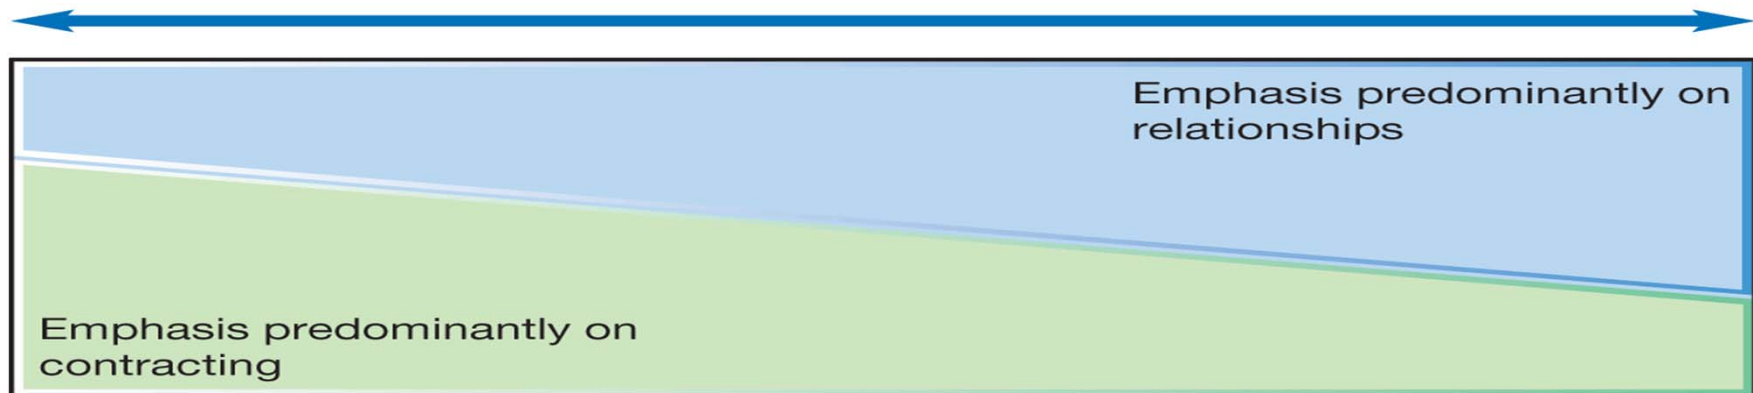 Emphasis predominantly on
relationships
Emphasis predominantly on
contracting